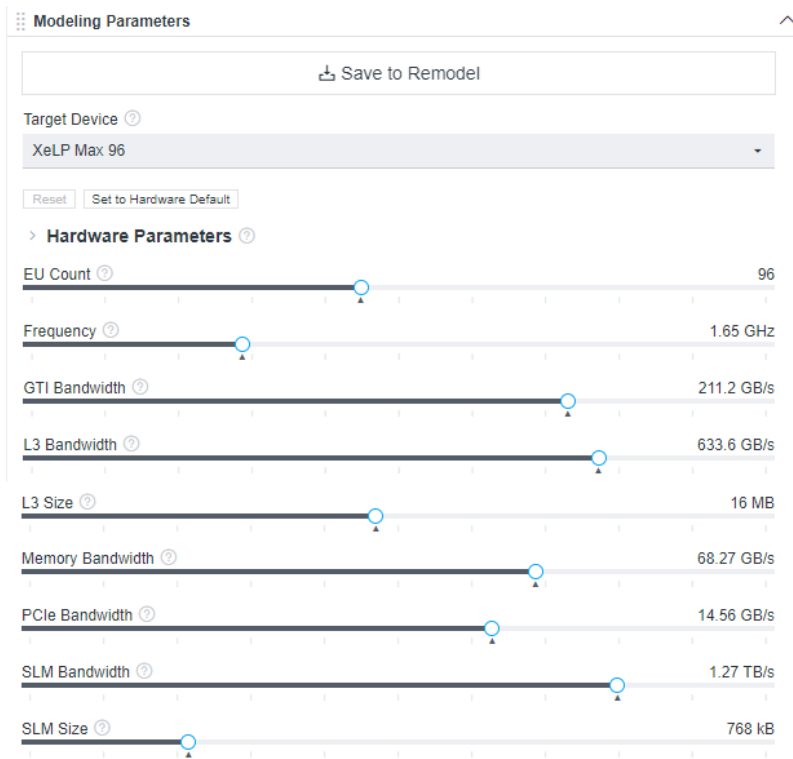 Modeling Parameters
Save to Remodel
Target Device
XeLP Max 96
Reset Set to Hardware Default
Hardware Parameters
EU Count 96
Frequency 1.65 GHz
GTI Bandwidth 211.2 GB/s
L3 Bandwidth 633.6 GB/s
L3 Size 16 MB
Memory Bandwidth 68.27 GB/s
PCIe Bandwidth 14.56 GB/s
SLM Bandwidth 1.27 TB/s
SLM Size 768 kB